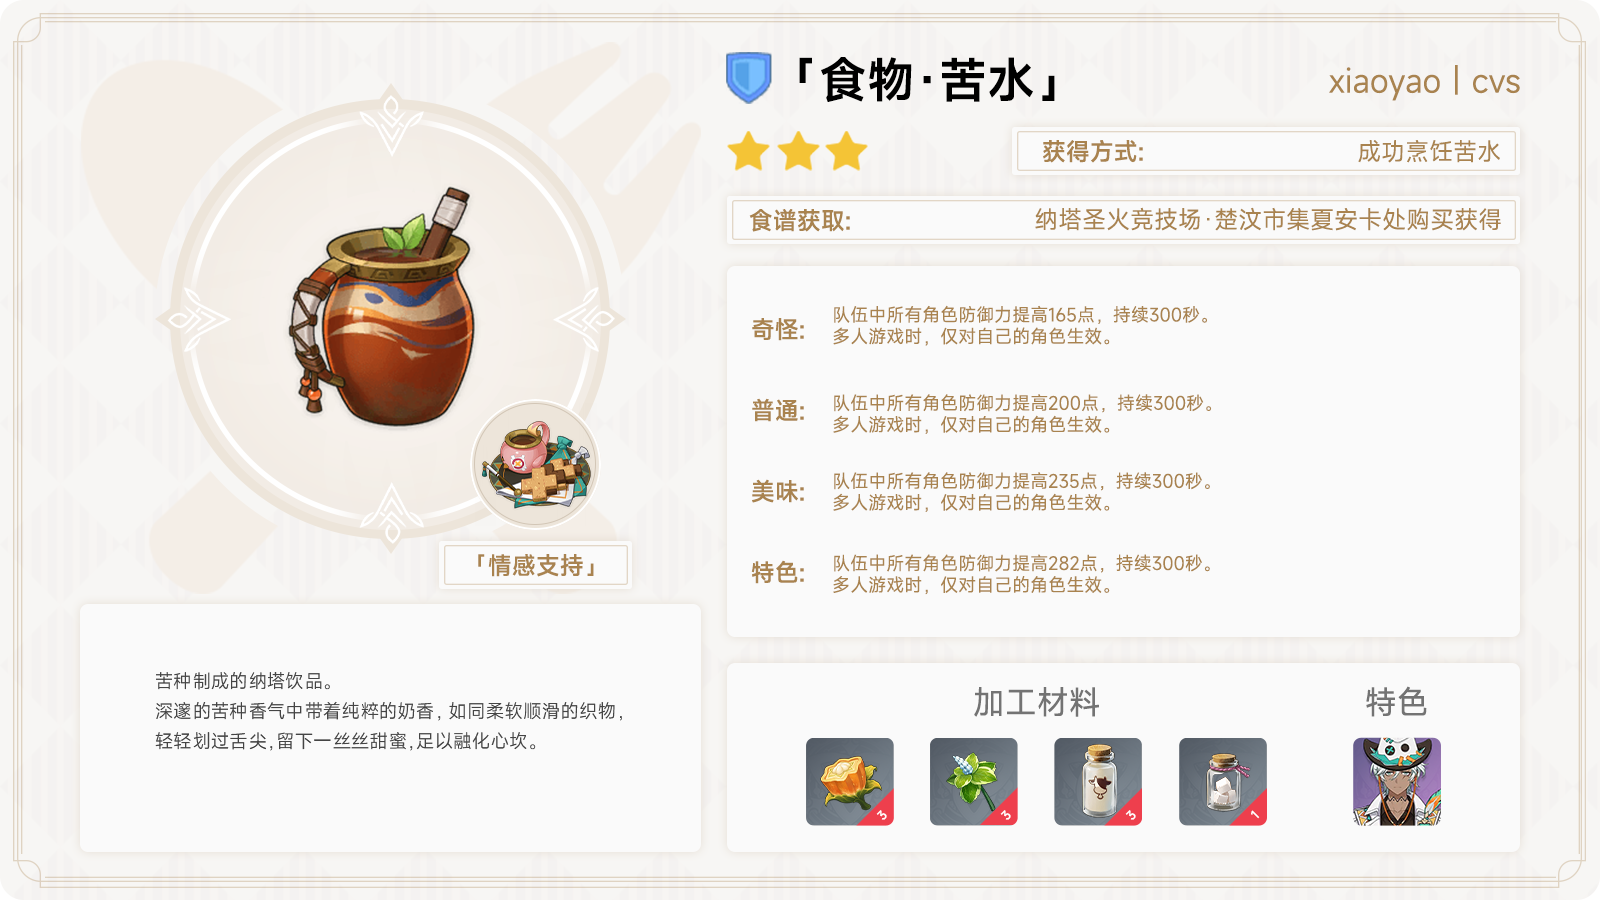 「食物·苦水」
xiaoyao | cvs
获得方式: 成功烹饪苦水
食谱获取: 纳塔圣火竞技场·楚汶市集夏安卡处购买获得
奇怪: 队伍中所有角色防御力提高165点，持续300秒。
多人游戏时，仅对自己的角色生效。
普通: 队伍中所有角色防御力提高200点，持续300秒。
多人游戏时，仅对自己的角色生效。
美味: 队伍中所有角色防御力提高235点，持续300秒。
多人游戏时，仅对自己的角色生效。
特色: 队伍中所有角色防御力提高282点，持续300秒。
多人游戏时，仅对自己的角色生效。
「情感支持」
苦种制成的纳塔饮品。
深邃的苦种香气中带着纯粹的奶香，如同柔软顺滑的织物，
轻轻划过舌尖,留下一丝丝甜蜜,足以融化心坎。
加工材料 特色
3 3 3 1